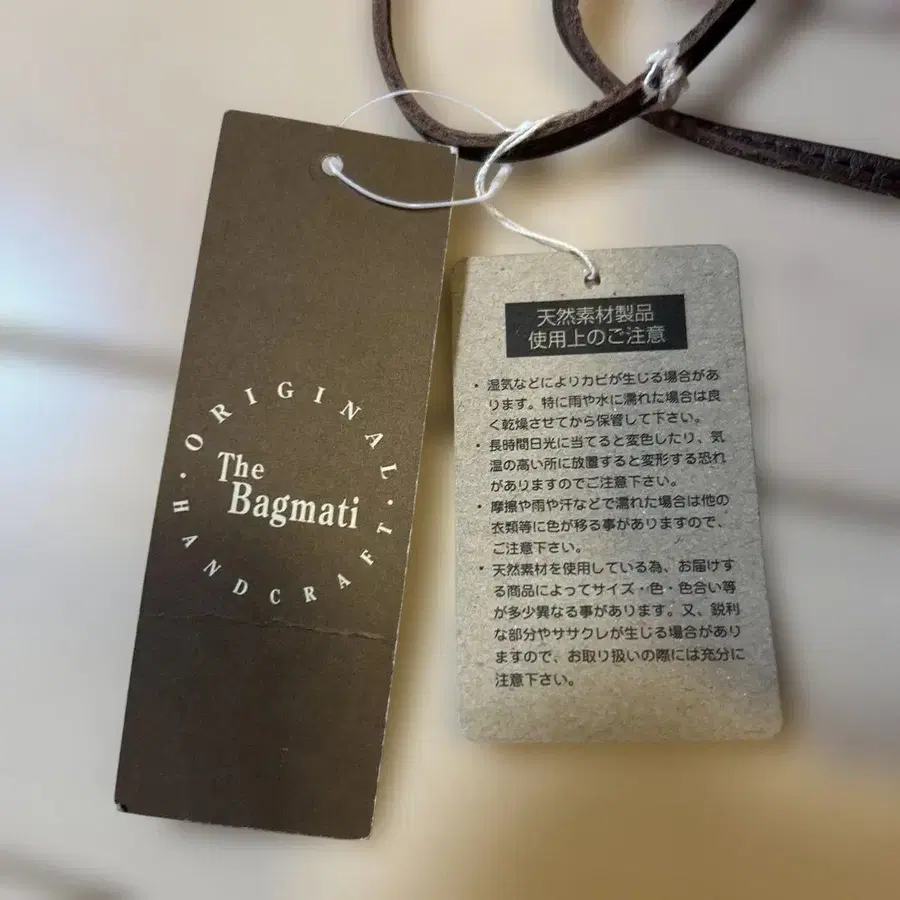 ORIGINAL
The
Bagmati
HANDCRAFT
天然素材製品
使用上のご注意
・湿気などによりカビが生じる場合があ
ります。特に雨や水に濡れた場合は良
く乾燥させてから保管して下さい。
・長時間日光に当てると変色したり、気
温の高い所に放置すると変形する恐れ
がありますのでご注意下さい。
・摩擦や雨や汗などで濡れた場合は他の
衣類等に色が移る事がありますので、
ご注意下さい。
・天然素材を使用している為、お届けす
る商品によってサイズ・色・色合い等
が多少異なる事があります。又、鋭利
な部分やササクレが生じる場合があり
ますので、お取り扱いの際には充分に
注意下さい。